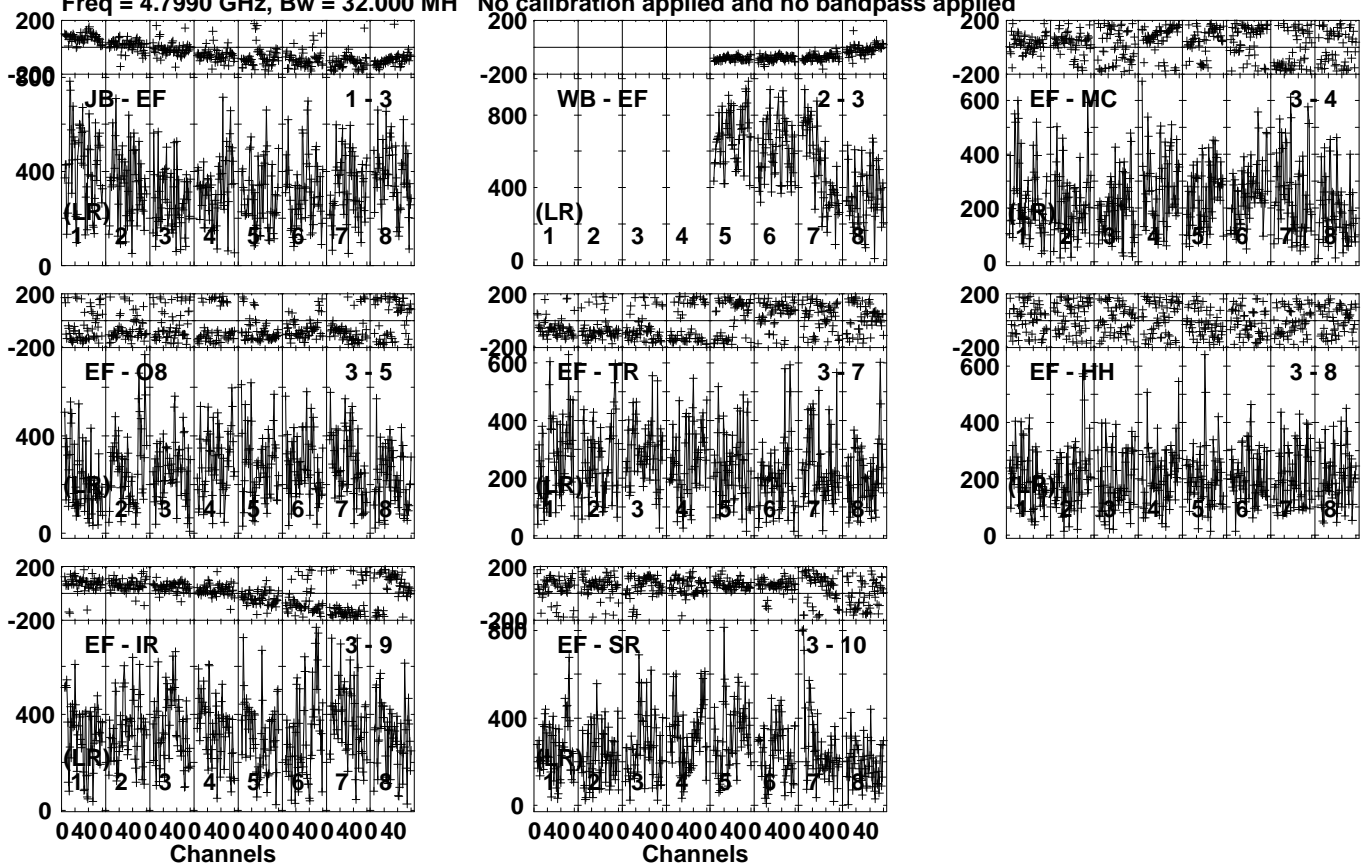 Freq = 4.7990 GHz, Bw = 32.000 MH No calibration applied and no bandpass applied
200
-200
800
JB - EF 1 - 3
400
(LR)
1 2 3 4 5 6 7 8
0
200
-200
WB - EF 2 - 3
800
400
(LR)
1 2 3 4 5 6 7 8
0
200
-200
EF - MC 3 - 4
600
400
200
(LR)
1 2 3 4 5 6 7 8
0
200
-200
EF - O8 3 - 5
400
(LR)
1 2 3 4 5 6 7 8
0
200
-200
600
EF - TR 3 - 7
400
200
(LR)
1 2 3 4 5 6 7 8
0
200
-200
600
EF - HH 3 - 8
400
200
(LR)
1 2 3 4 5 6 7 8
0
200
-200
EF - IR 3 - 9
400
(LR)
1 2 3 4 5 6 7 8
0
0 40 0 40 0 40 0 40 0 40 0 40 0 40 0 40
Channels
200
-200
800
EF - SR 3 - 10
400
(LR)
1 2 3 4 5 6 7 8
0
0 40 0 40 0 40 0 40 0 40 0 40 0 40 0 40
Channels